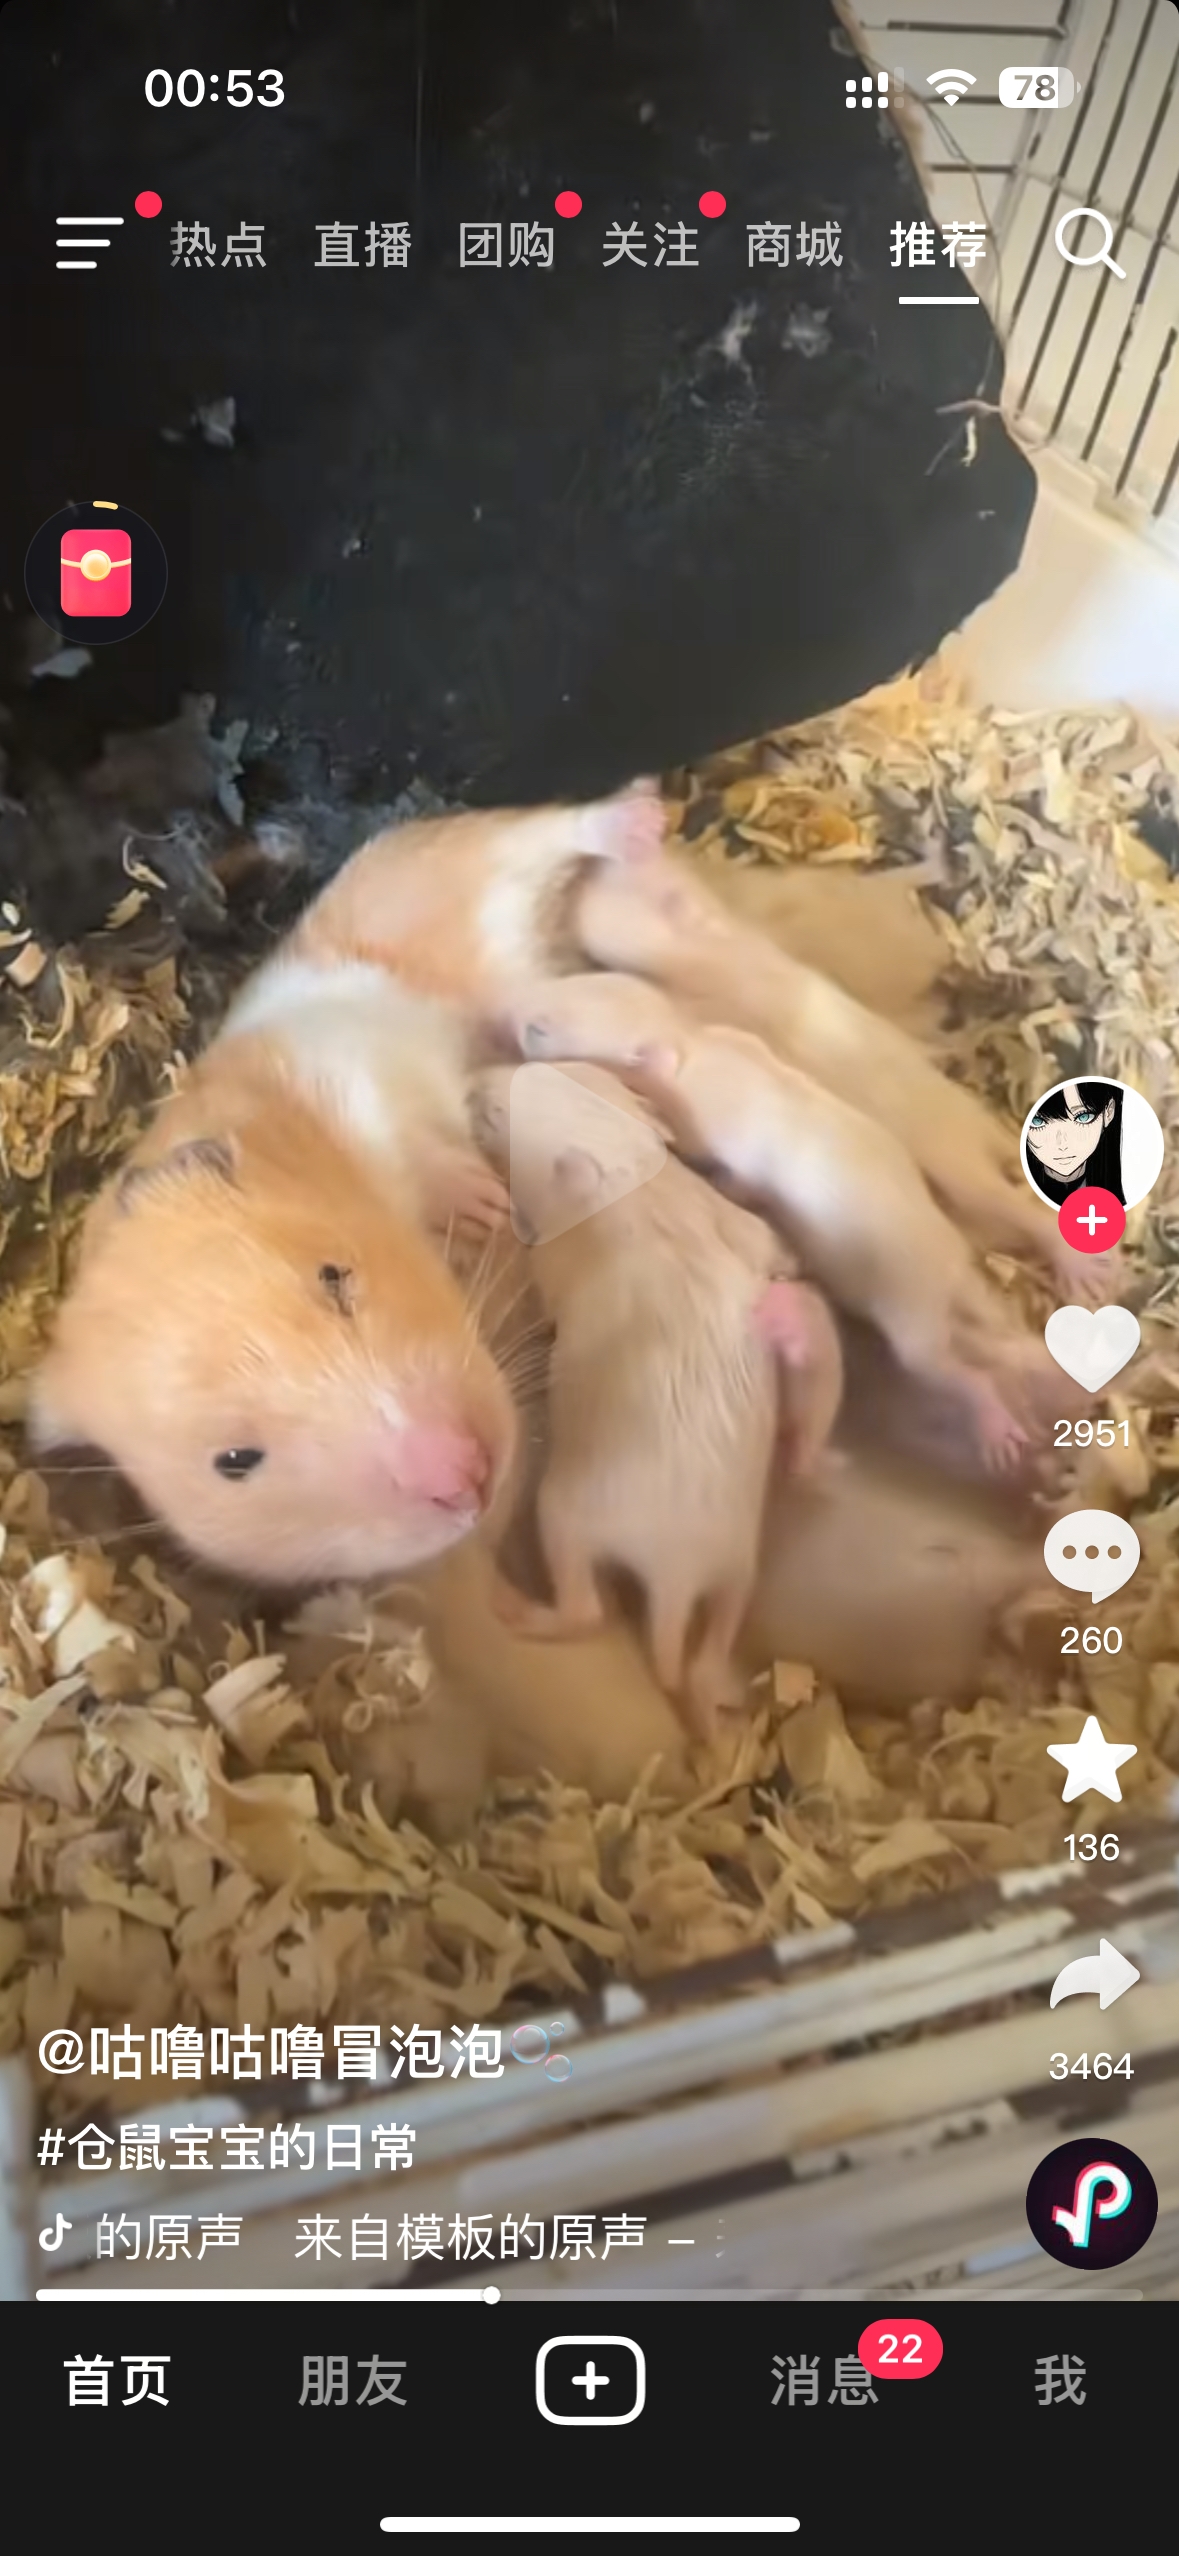 00:53
78
热点 直播 团购 关注 商城 推荐
2951
260
136
3464
@咕噜咕噜冒泡泡🫧
#仓鼠宝宝的日常
的原声 来自模板的原声 –
首页 朋友 消息 22 我